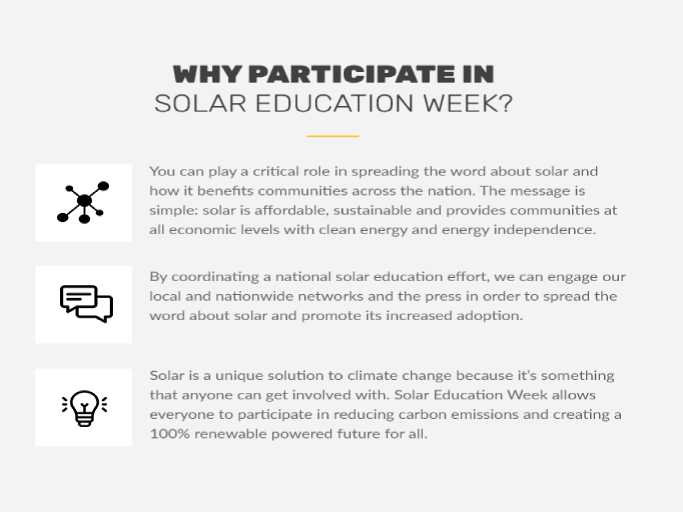 WHY PARTICIPATE IN
SOLAR EDUCATION WEEK?
You can play a critical role in spreading the word about solar and
how it benefits communities across the nation. The message is
simple: solar is affordable, sustainable and provides communities at
all economic levels with clean energy and energy independence.
By coordinating a national solar education effort, we can engage our
local and nationwide networks and the press in order to spread the
word about solar and promote its increased adoption.
Solar is a unique solution to climate change because it's something
that anyone can get involved with. Solar Education Week allows
everyone to participate in reducing carbon emissions and creating a
100% renewable powered future for all.